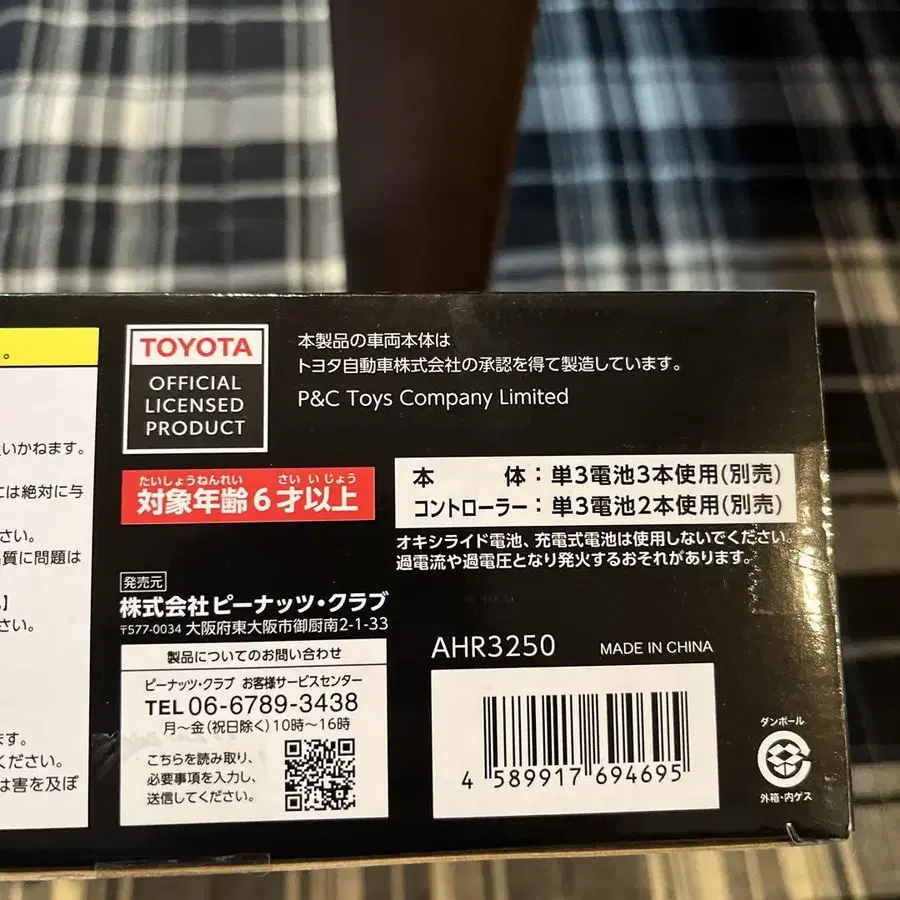 。
いかねます。
には絶対に与
さい。
品質に問題は
】
さい。
ます。
ください。
は害を及ぼ
TOYOTA
OFFICIAL
LICENSED
PRODUCT
本製品の車両本体は
トヨタ自動車株式会社の承認を得て製造しています。
P&C Toys Company Limited
たいしょうねんれい さい いじょう
対象年齢6才以上
本 体:単3電池3本使用(別売)
コントローラー:単3電池2本使用(別売)
オキシライド電池、充電式電池は使用しないでください。
過電流や過電圧となり発火するおそれがあります。
発売元
株式会社ピーナッツ・クラブ
〒577-0034 大阪府東大阪市御厨南2-1-33
製品についてのお問い合わせ
ピーナッツ・クラブ お客様サービスセンター
TEL 06-6789-3438
月~金(祝日除く)10時~16時
こちらを読み取り、
必要事項を入力し、
送信してください。
AHR3250
MADE IN CHINA
4 589917 694695
ダンボール
外箱・内ゲス